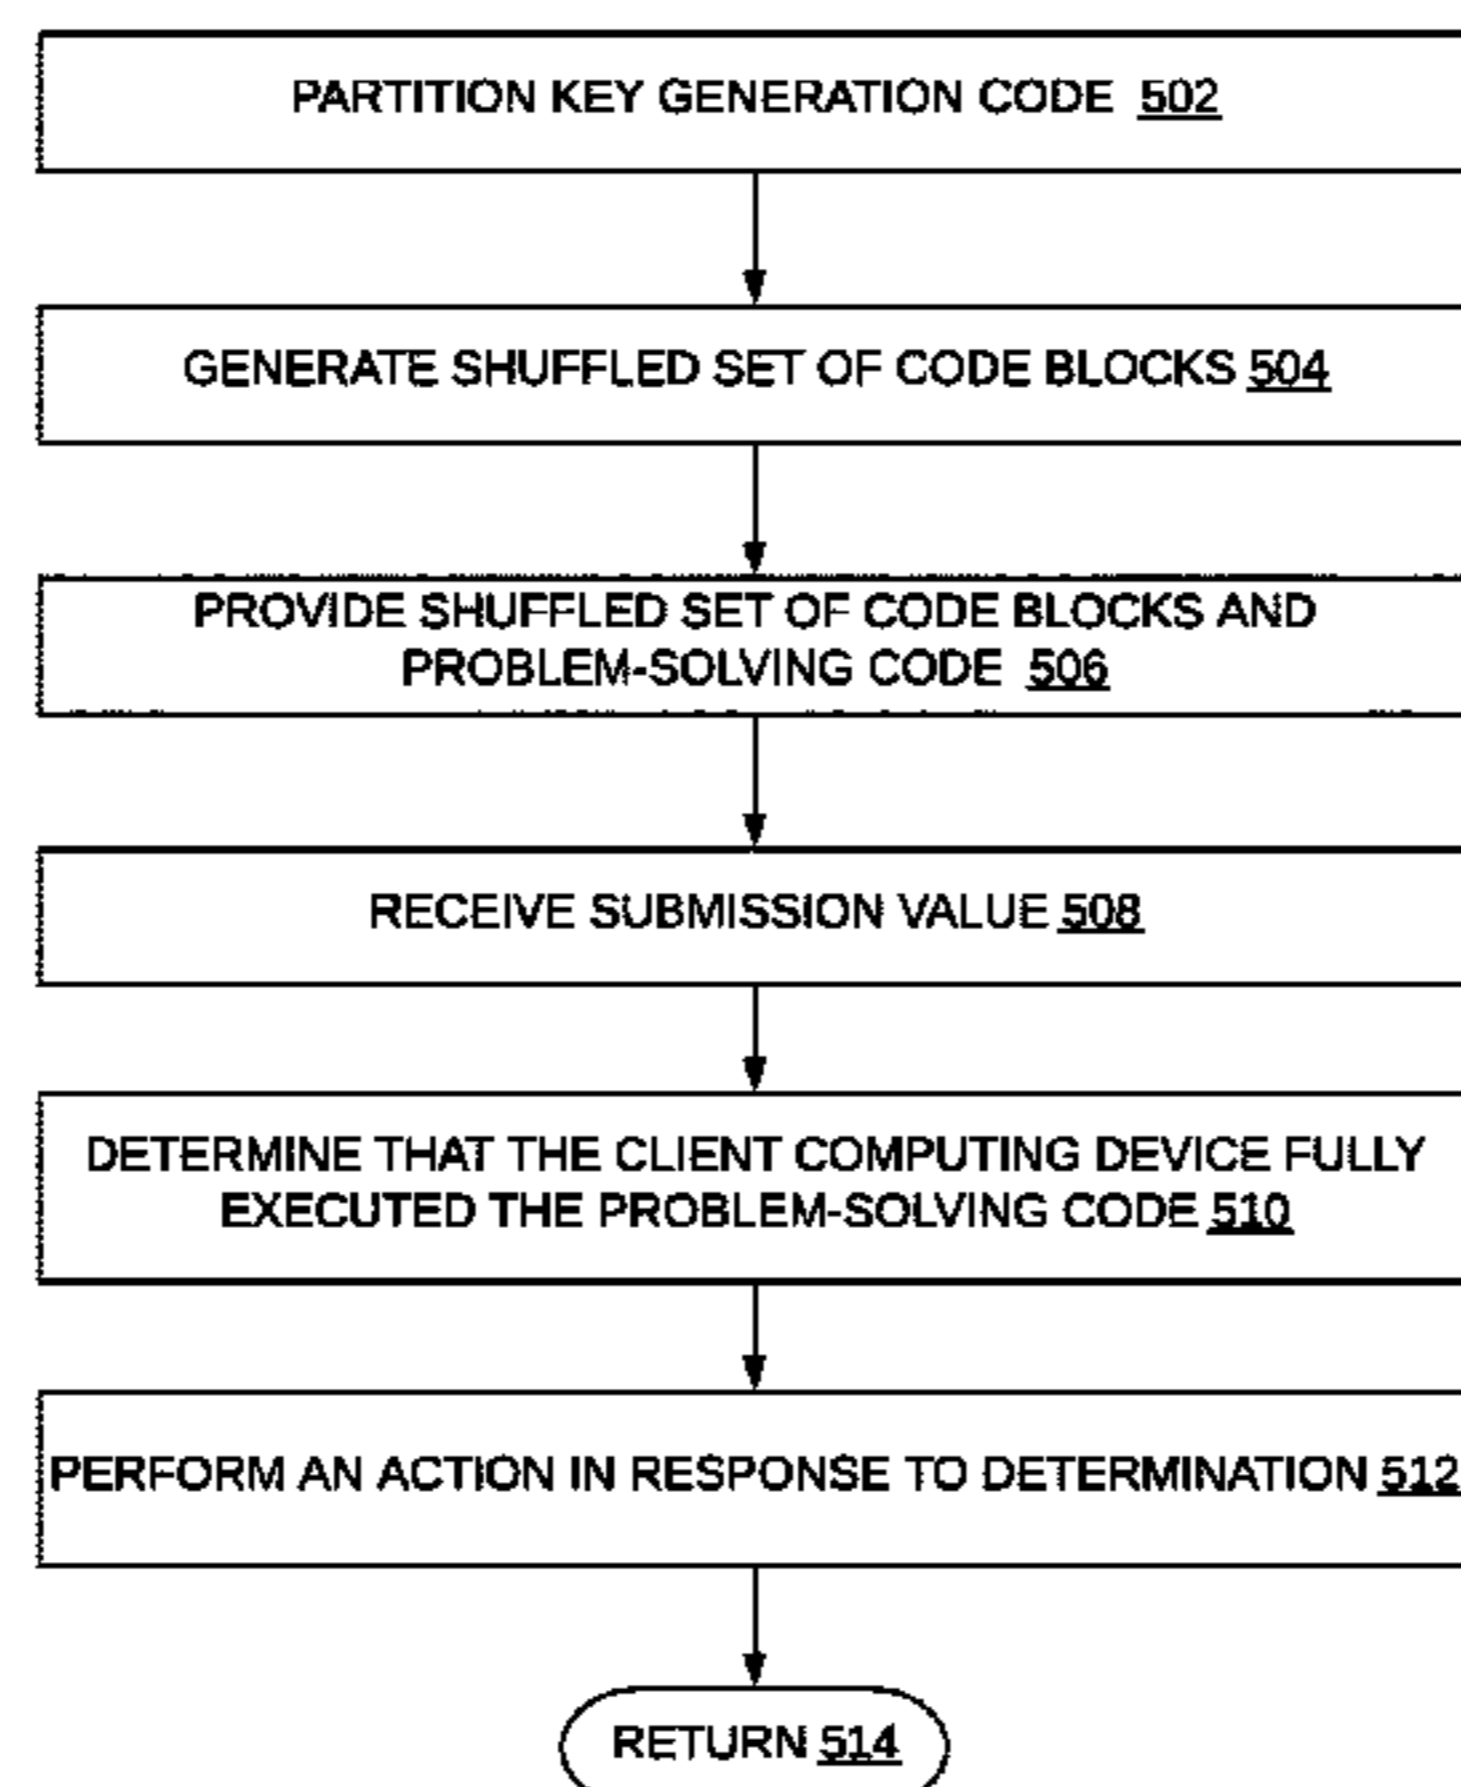 PARTITION KEY GENERATION CODE 502
GENERATE SHUFFLED SET OF CODE BLOCKS 504
PROVIDE SHUFFLED SET OF CODE BLOCKS AND
PROBLEM-SOLVING CODE 506
RECEIVE SUBMISSION VALUE 508
DETERMINE THAT THE CLIENT COMPUTING DEVICE FULLY
EXECUTED THE PROBLEM-SOLVING CODE 510
PERFORM AN ACTION IN RESPONSE TO DETERMINATION 512
RETURN 514